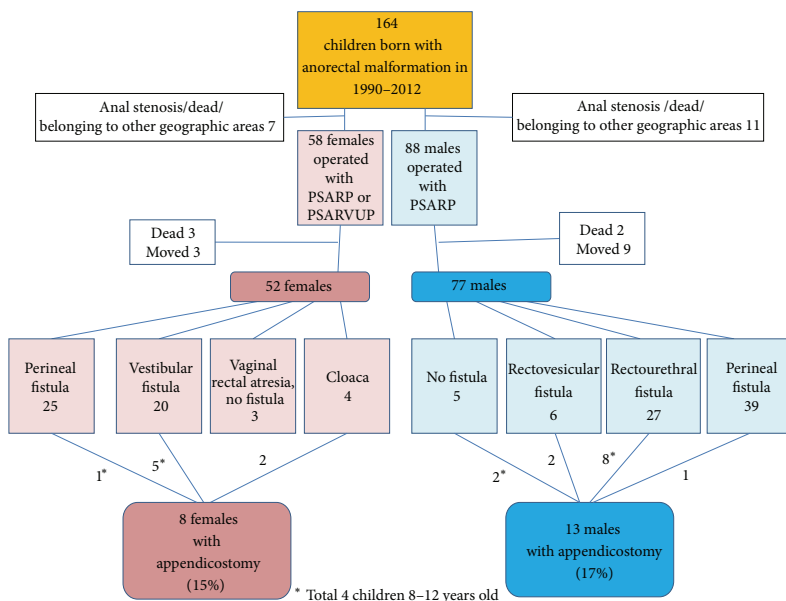 164
children born with
anorectal malformation in
1990–2012
Anal stenosis/dead/
belonging to other geographic areas 7
Anal stenosis /dead/
belonging to other geographic areas 11
58 females
operated
with
PSARP or
PSARVUP
88 males
operated
with
PSARP
Dead 3
Moved 3
Dead 2
Moved 9
52 females
77 males
Perineal
fistula
25
Vestibular
fistula
20
Vaginal
rectal atresia,
no fistula
3
Cloaca
4
No fistula
5
Rectovesicular
fistula
6
Rectourethral
fistula
27
Perineal
fistula
39
1*
5*
2
2*
2
8*
1
8 females
with
appendicostomy
(15%)
13 males
with appendicostomy
(17%)
* Total 4 children 8–12 years old